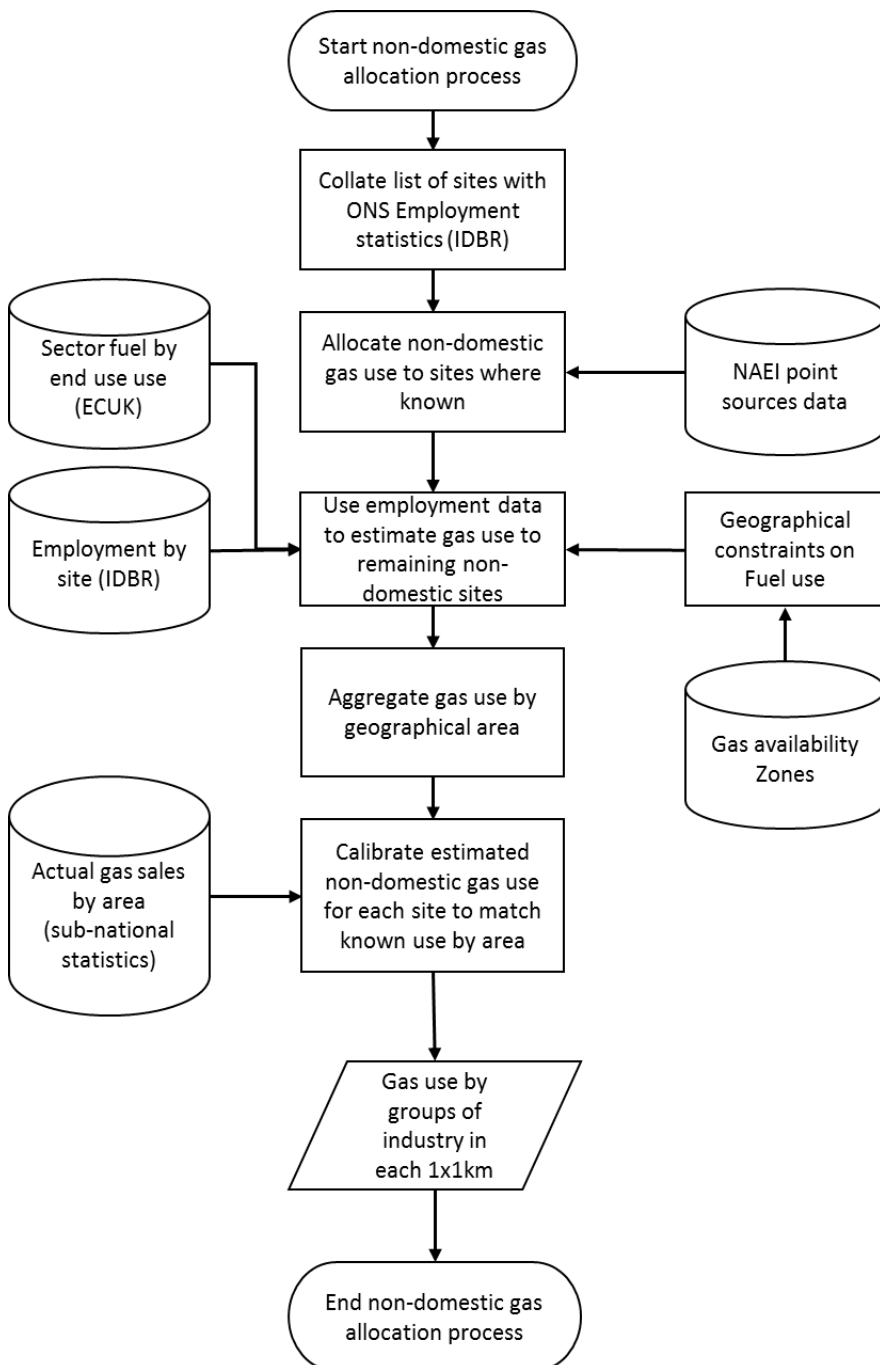 Start non-domestic gas
allocation process
Collate list of sites with
ONS Employment
statistics (IDBR)
Sector fuel by
end use use
(ECUK)
Allocate non-domestic
gas use to sites where
known
NAEI point
sources data
Employment by
site (IDBR)
Use employment data
to estimate gas use to
remaining non-
domestic sites
Geographical
constraints on
Fuel use
Aggregate gas use by
geographical area
Gas availability
Zones
Actual gas sales
by area
(sub-national
statistics)
Calibrate estimated
non-domestic gas use
for each site to match
known use by area
Gas use by
groups of
industry in
each 1x1km
End non-domestic gas
allocation process